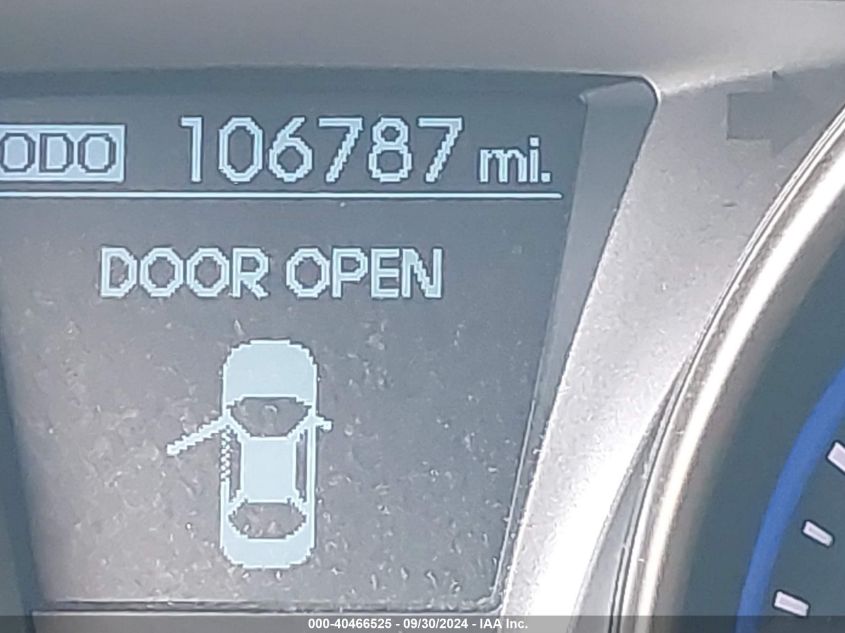 ODO 106787 mi.
DOOR OPEN
000-40466525 - 09/30/2024 - IAA Inc.